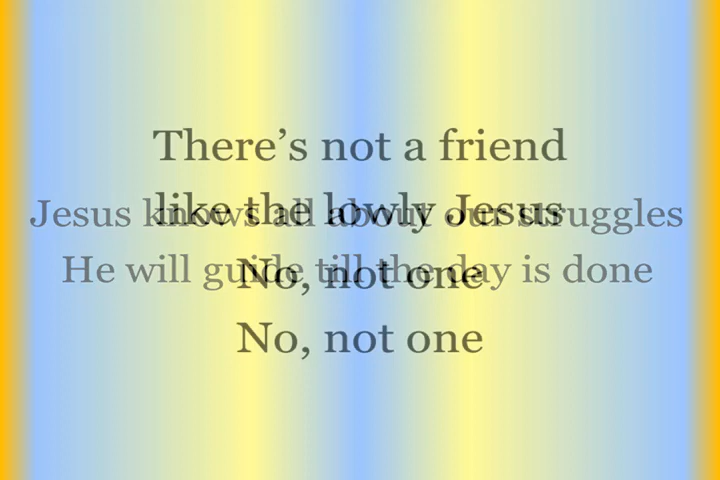 There’s not a friend
like the lowly Jesus
Jesus knows all about our struggles
No, not one
He will guide till the day is done
No, not one